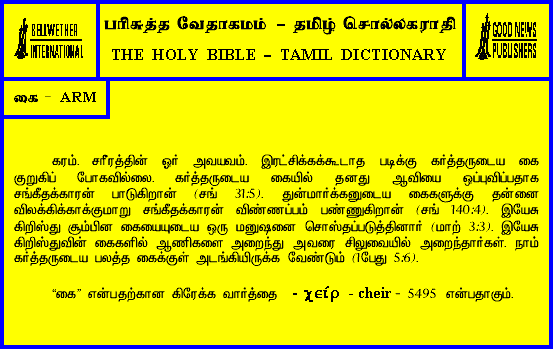 BELLWETHER
INTERNATIONAL
பரிசுத்த வேதாகமம் – தமிழ் சொல்லகராதி
THE HOLY BIBLE – TAMIL DICTIONARY
GOOD NEWS
PUBLISHERS
கை - ARM
கரம். சரீரத்தின் ஓர் அவயவம். இரட்சிக்கக்கூடாத படிக்கு கர்த்தருடைய கை
குறுகிப் போகவில்லை. கர்த்தருடைய கையில் தனது ஆவியை ஒப்புவிப்பதாக
சங்கீதக்காரன் பாடுகிறான் (சங் 31:5). துன்மார்க்கனுடைய கைகளுக்கு தன்னை
விலக்கிக்காக்குமாறு சங்கீதக்காரன் விண்ணப்பம் பண்ணுகிறான் (சங் 140:4). இயேசு
கிறிஸ்து சூம்பின கையையுடைய ஒரு மனுஷனை சொஸ்தப்படுத்தினார் (மாற் 3:3). இயேசு
கிறிஸ்துவின் கைகளில் ஆணிகளை அறைந்து அவரை சிலுவையில் அறைந்தார்கள். நாம்
கர்த்தருடைய பலத்த கைக்குள் அடங்கியிருக்க வேண்டும் (1பேது 5:6).
“கை” என்பதற்கான கிரேக்க வார்த்தை - χείρ - cheir - 5495 என்பதாகும்.